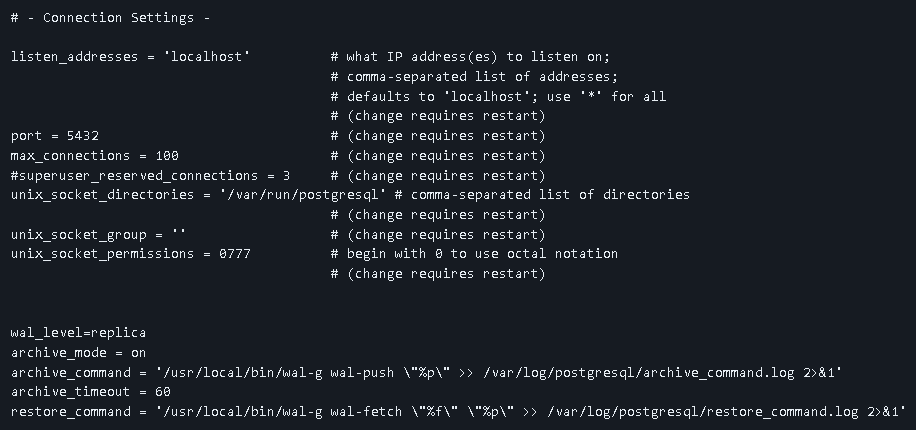 # - Connection Settings -
listen_addresses = 'localhost' # what IP address(es) to listen on;
# comma-separated list of addresses;
# defaults to 'localhost'; use '*' for all
# (change requires restart)
port = 5432 # (change requires restart)
max_connections = 100 # (change requires restart)
#superuser_reserved_connections = 3 # (change requires restart)
unix_socket_directories = '/var/run/postgresql' # comma-separated list of directories
# (change requires restart)
unix_socket_group = '' # (change requires restart)
unix_socket_permissions = 0777 # begin with 0 to use octal notation
# (change requires restart)
wal_level=replica
archive_mode = on
archive_command = '/usr/local/bin/wal-g wal-push \"%p\" >> /var/log/postgresql/archive_command.log 2>&1'
archive_timeout = 60
restore_command = '/usr/local/bin/wal-g wal-fetch \"%f\" \"%p\" >> /var/log/postgresql/restore_command.log 2>&1'